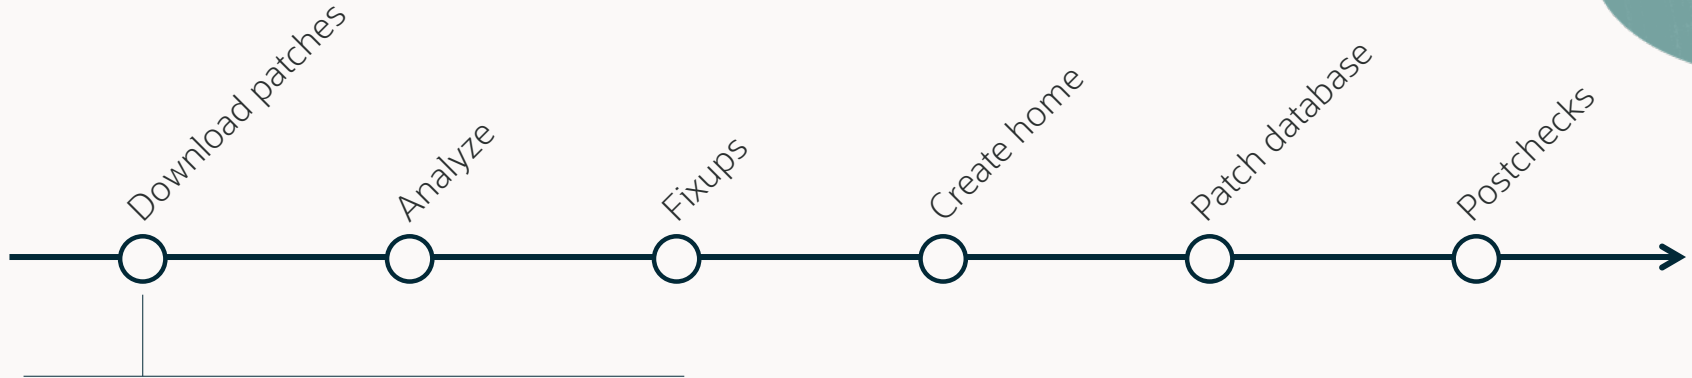 Download patches
Analyze
Fixups
Create home
Patch database
Postchecks